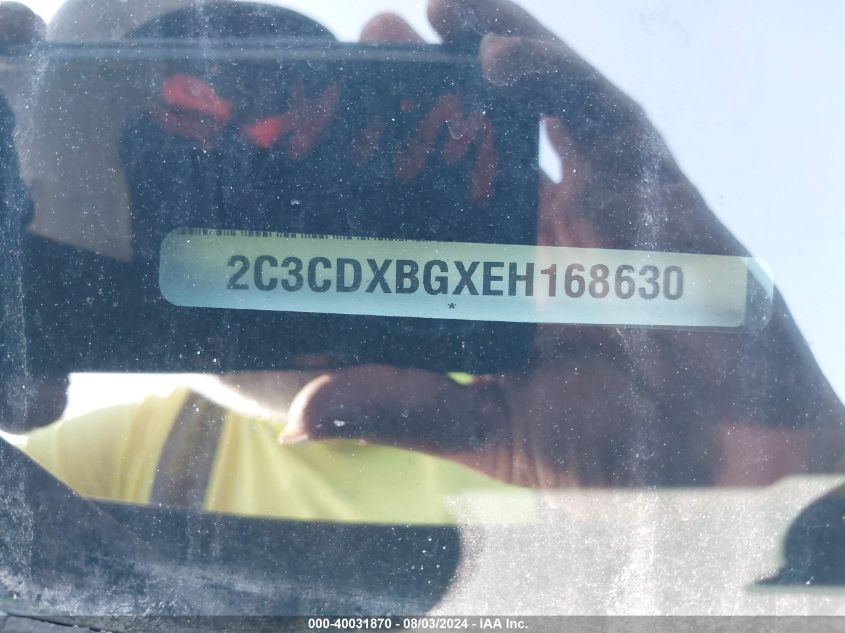 2C3CDXBGXEH168630
*
000-40031870 - 08/03/2024 - IAA Inc.